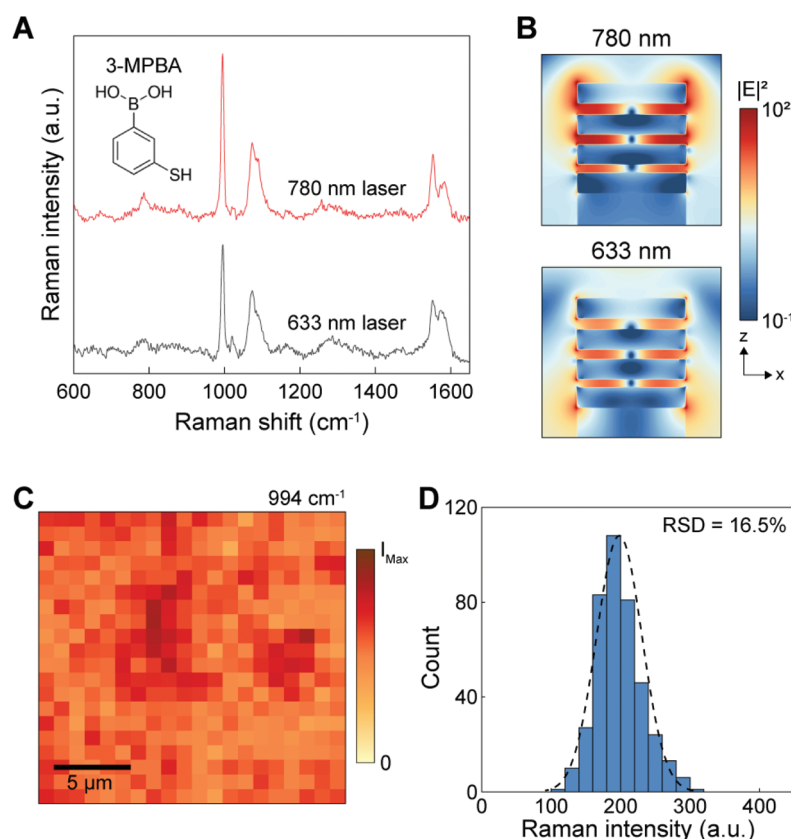 A
3-MPBA
HO
OH
B
SH
780 nm laser
633 nm laser
Raman intensity (a.u.)
600 800 1000 1200 1400 1600
Raman shift (cm⁻¹)
B
780 nm
|E|²
10²
633 nm
10⁻¹
z
x
C
994 cm⁻¹
I_Max
0
5 µm
D
RSD = 16.5%
120
80
40
0
Count
0 100 200 300 400
Raman intensity (a.u.)